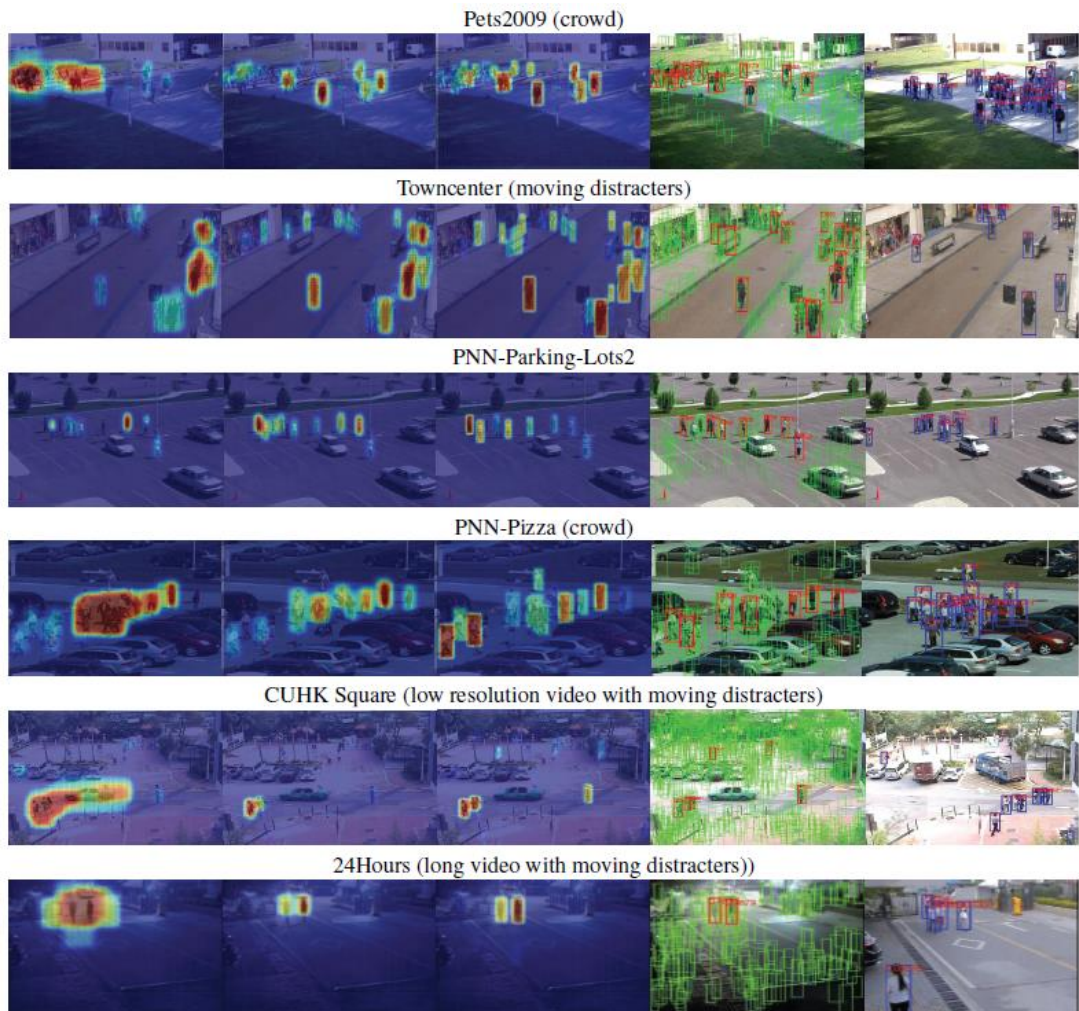 Pets2009 (crowd)
Towncenter (moving distracters)
PNN-Parking-Lots2
PNN-Pizza (crowd)
CUHK Square (low resolution video with moving distracters)
24Hours (long video with moving distracters))